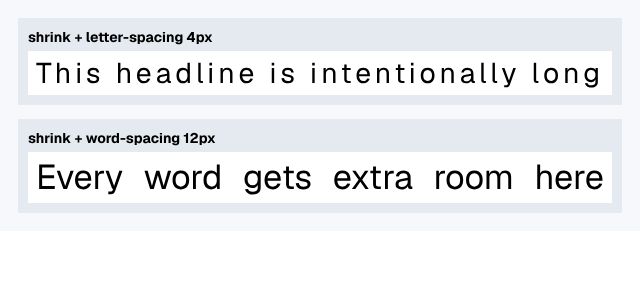 shrink + letter-spacing 4px
This headline is intentionally long
shrink + word-spacing 12px
Every word gets extra room here